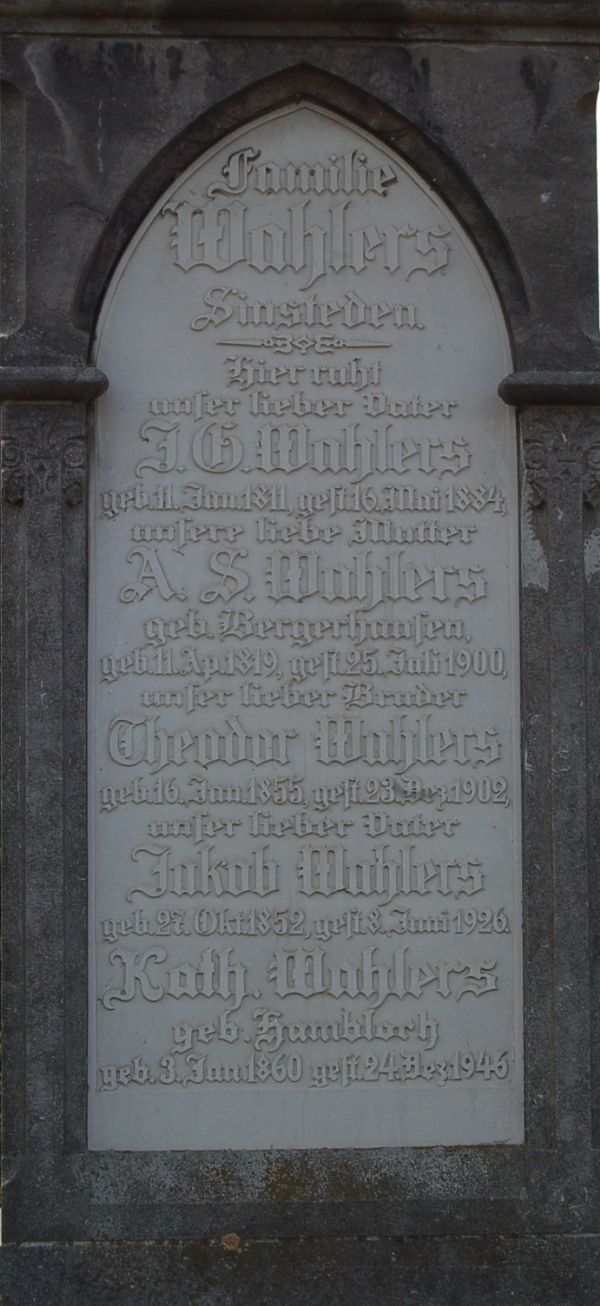 Familie
Wahlers
Sinsteden
Hier ruht
unser lieber Vater
J.G. Wahlers
geb. 11. Jan. 1811, gest. 16. Mai 1884,
unsere liebe Mutter
A. S. Wahlers
geb. Bergerhausen,
geb. 11. Ap. 1819, gest. 25. Juli 1900,
unser lieber Bruder
Theodor Wahlers
geb. 16. Jan. 1855, gest. 23. Dez. 1902,
unser lieber Vater
Jakob Wahlers
geb. 27. Okt. 1852, gest. 8. Juni 1926.
Kath. Wahlers
geb. Hambloch
geb. 3. Jan. 1860 gest. 24. Dez. 1946